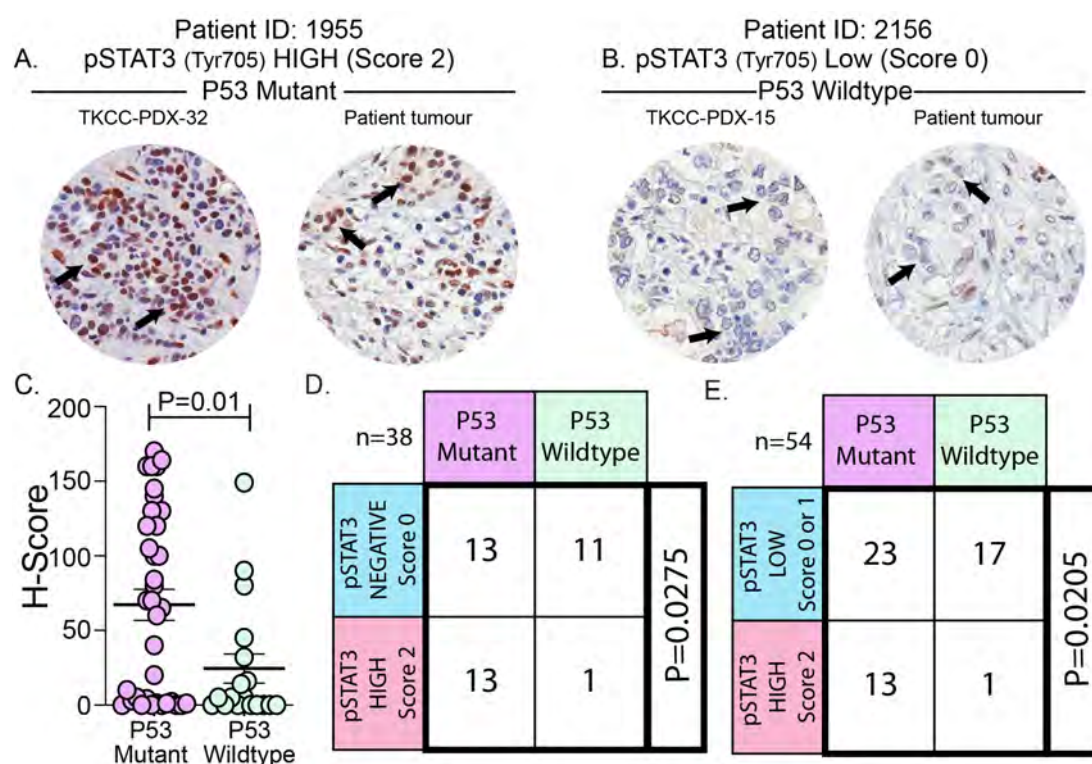 Patient ID: 1955
A. pSTAT3 (Tyr705) HIGH (Score 2)
P53 Mutant
TKCC-PDX-32 Patient tumour
Patient ID: 2156
B. pSTAT3 (Tyr705) Low (Score 0)
P53 Wildtype
TKCC-PDX-15 Patient tumour
C.
H-Score
200
150
100
50
0
P=0.01
P53 Mutant
P53 Wildtype
D.
n=38
P53 Mutant
P53 Wildtype
pSTAT3
NEGATIVE
Score 0
13 11
pSTAT3
HIGH
Score 2
13 1
P=0.0275
E.
n=54
P53 Mutant
P53 Wildtype
pSTAT3
LOW
Score 0 or 1
23 17
pSTAT3
HIGH
Score 2
13 1
P=0.0205